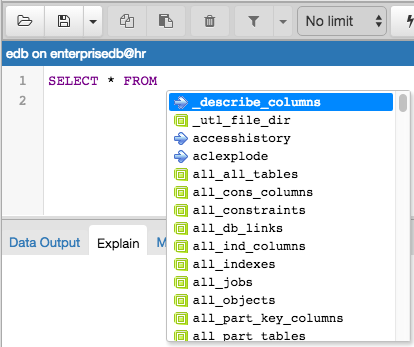 No limit
edb on enterprisedb@hr
1 SELECT * FROM
2
_describe_columns
_utl_file_dir
accesshistory
aclexplode
all_all_tables
all_cons_columns
all_constraints
all_db_links
all_ind_columns
all_indexes
all_jobs
all_objects
all_part_key_columns
all_part_tables
Data Output Explain M